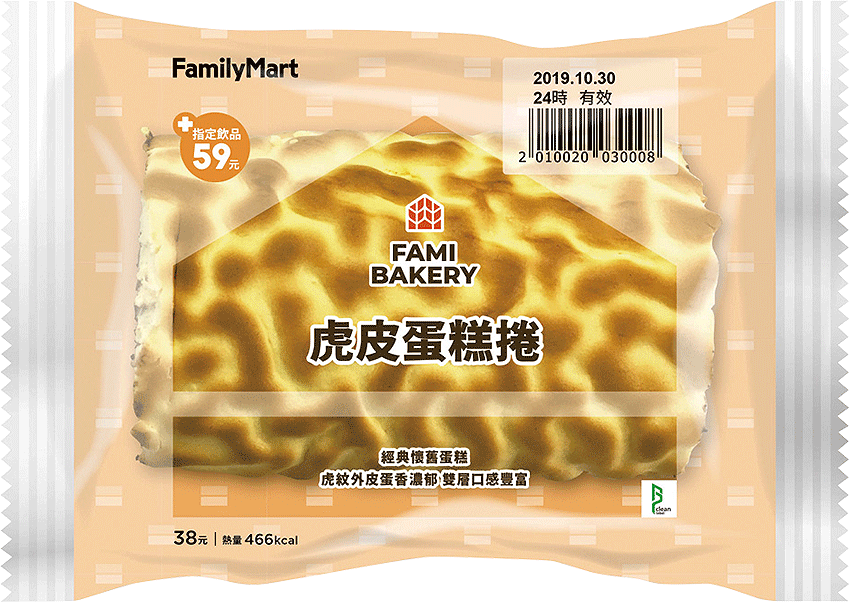 FamilyMart
2019.10.30
24時 有效
2 010020 030008
+指定飲品
59元
FAMI
BAKERY
虎皮蛋糕捲
經典懷舊蛋糕
虎紋外皮蛋香濃郁 雙層口感豐富
clean
label
38元 | 熱量 466kcal